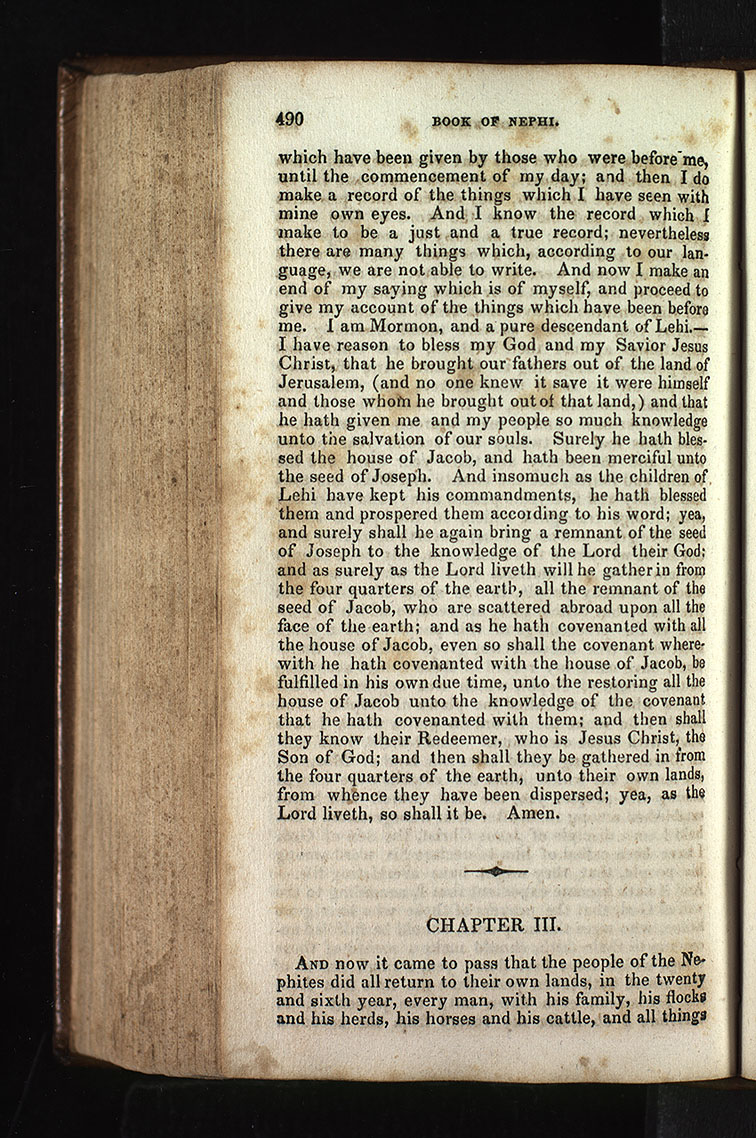 490 BOOK OF NEPHI.
which have been given by those who were before me,
until the commencement of my day; and then I do
make a record of the things which I have seen with
mine own eyes. And I know the record which I
make to be a just and a true record; nevertheless
there are many things which, according to our lan-
guage, we are not able to write. And now I make an
end of my saying which is of myself, and proceed to
give my account of the things which have been before
me. I am Mormon, and a pure descendant of Lehi.—
I have reason to bless my God and my Savior Jesus
Christ, that he brought our fathers out of the land of
Jerusalem, (and no one knew it save it were himself
and those whom he brought out of that land,) and that
he hath given me and my people so much knowledge
unto the salvation of our souls. Surely he hath bles-
sed the house of Jacob, and hath been merciful unto
the seed of Joseph. And insomuch as the children of
Lehi have kept his commandments, he hath blessed
them and prospered them according to his word; yea,
and surely shall he again bring a remnant of the seed
of Joseph to the knowledge of the Lord their God;
and as surely as the Lord liveth will he gather in from
the four quarters of the earth, all the remnant of the
seed of Jacob, who are scattered abroad upon all the
face of the earth; and as he hath covenanted with all
the house of Jacob, even so shall the covenant where-
with he hath covenanted with the house of Jacob, be
fulfilled in his own due time, unto the restoring all the
house of Jacob unto the knowledge of the covenant
that he hath covenanted with them; and then shall
they know their Redeemer, who is Jesus Christ, the
Son of God; and then shall they be gathered in from
the four quarters of the earth, unto their own lands,
from whence they have been dispersed; yea, as the
Lord liveth, so shall it be. Amen.
CHAPTER III.
AND now it came to pass that the people of the Ne-
phites did all return to their own lands, in the twenty
and sixth year, every man, with his family, his flocks
and his herds, his horses and his cattle, and all things